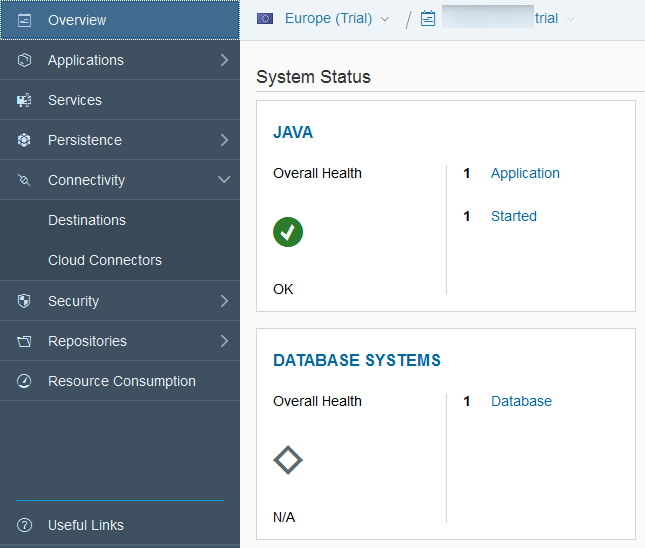 Overview
Applications
Services
Persistence
Connectivity
Destinations
Cloud Connectors
Security
Repositories
Resource Consumption
Useful Links
Europe (Trial) / trial
System Status
JAVA
Overall Health
OK
1 Application
1 Started
DATABASE SYSTEMS
Overall Health
N/A
1 Database